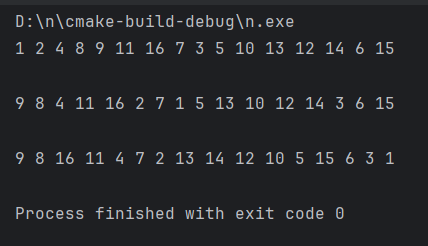 D:\n\cmake-build-debug\n.exe
1 2 4 8 9 11 16 7 3 5 10 13 12 14 6 15
9 8 4 11 16 2 7 1 5 13 10 12 14 3 6 15
9 8 16 11 4 7 2 13 14 12 10 5 15 6 3 1
Process finished with exit code 0